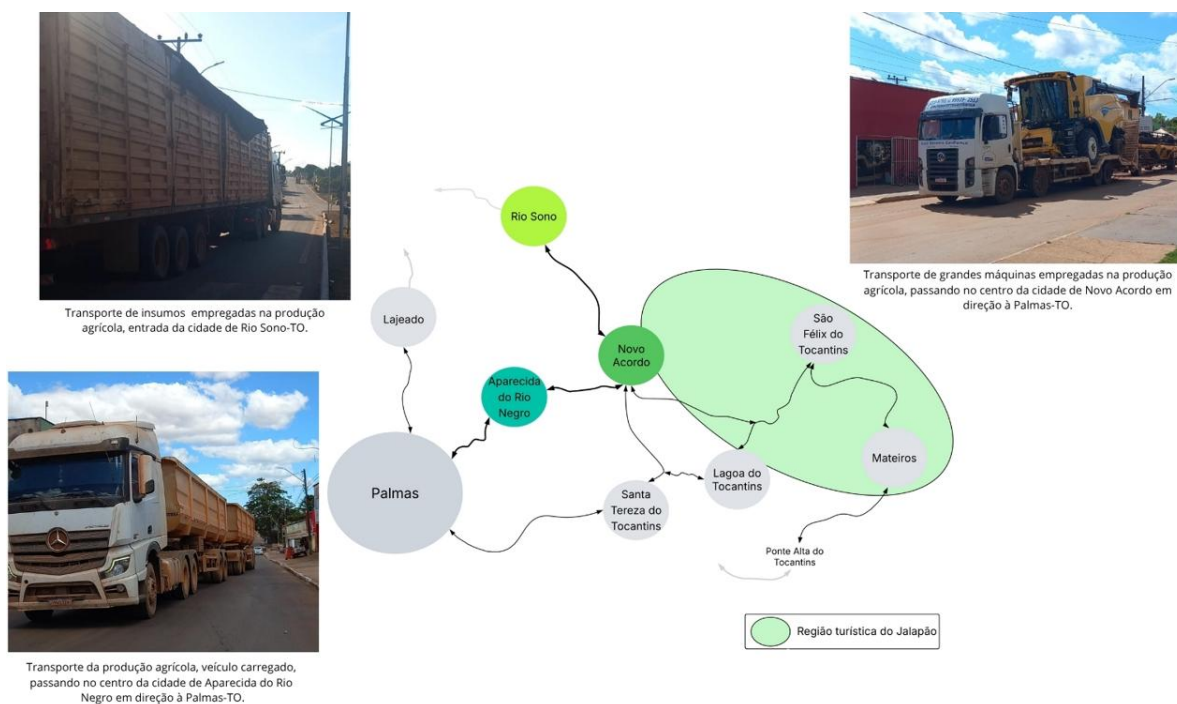 Transporte de insumos empregadas na produção
agrícola, entrada da cidade de Rio Sono-TO.
Transporte de grandes máquinas empregadas na produção
agrícola, passando no centro da cidade de Novo Acordo em
direção à Palmas-TO.
Rio Sono
Lajeado
São
Félix do
Tocantins
Novo
Acordo
Aparecida
do Rio
Negro
Mateiros
Palmas
Lagoa do
Tocantins
Santa
Tereza do
Tocantins
Ponte Alta do
Tocantins
Região turística do Jalapão
Transporte da produção agrícola, veículo carregado,
passando no centro da cidade de Aparecida do Rio
Negro em direção à Palmas-TO.